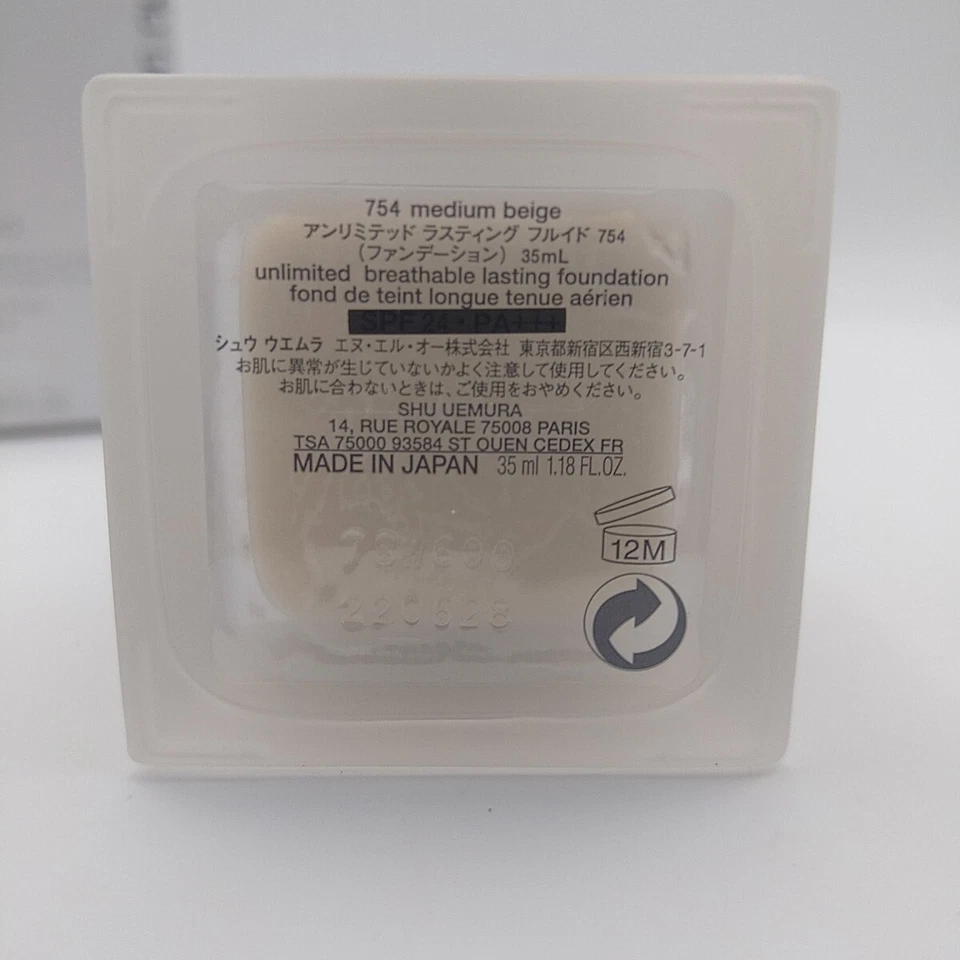 754 medium beige
アンリミテッド ラスティング フルイド 754
（ファンデーション） 35mL
unlimited breathable lasting foundation
fond de teint longue tenue aérien
SPF 24・PA+++
シュウ ウエムラ エヌ・エル・オー株式会社 東京都新宿区西新宿3-7-1
お肌に異常が生じていないかよく注意して使用してください。
お肌に合わないときは、ご使用をおやめください。
SHU UEMURA
14, RUE ROYALE 75008 PARIS
TSA 75000 93584 ST OUEN CEDEX FR
MADE IN JAPAN 35 ml 1.18 FL.OZ.
12M
220628